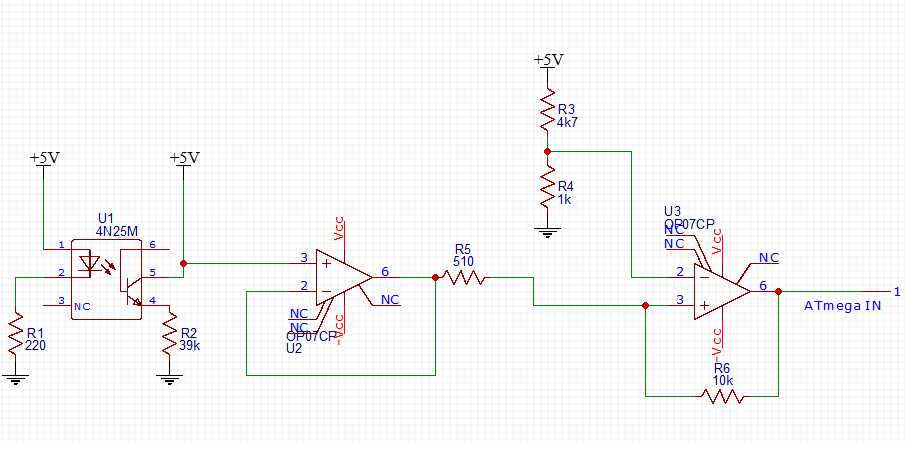 +5V
R3
4k7
+5V
+5V
R4
1k
U1
4N25M
1
6
2
5
3
NC
4
R1
220
R2
39k
Vcc
3
2
6
NC
NC
NC
OP07CP
U2
-Vcc
R5
510
U3
OP07CP
NC
NC
Vcc
NC
2
3
6
1
ATmega IN
-Vcc
R6
10k